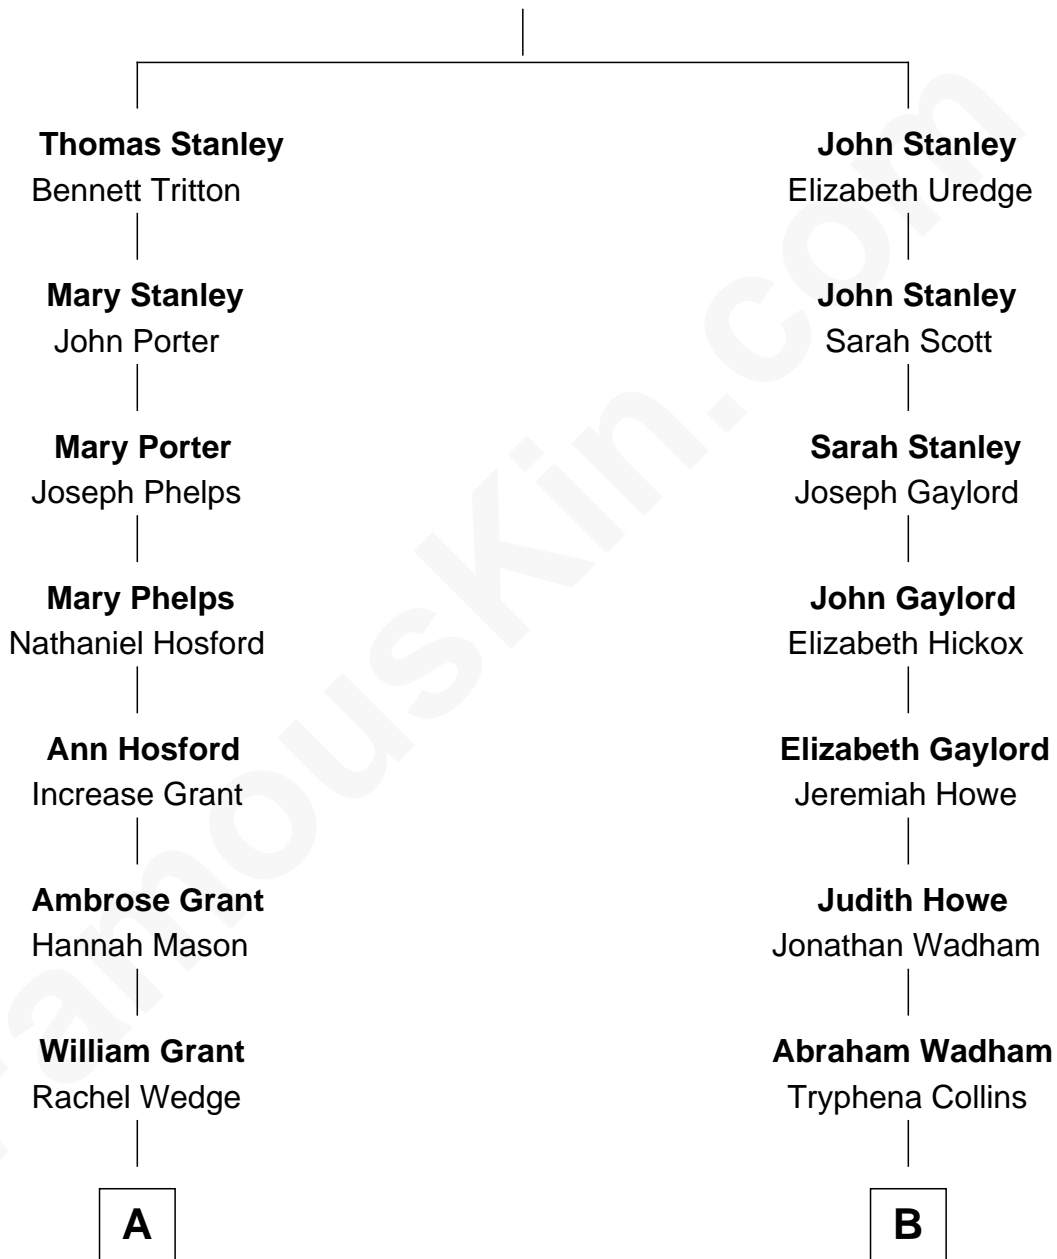 Thomas Stanley
Bennett Tritton
Mary Stanley
John Porter
Mary Porter
Joseph Phelps
Mary Phelps
Nathaniel Hosford
Ann Hosford
Increase Grant
Ambrose Grant
Hannah Mason
William Grant
Rachel Wedge
A
John Stanley
Elizabeth Uredge
John Stanley
Sarah Scott
Sarah Stanley
Joseph Gaylord
John Gaylord
Elizabeth Hickox
Elizabeth Gaylord
Jeremiah Howe
Judith Howe
Jonathan Wadham
Abraham Wadham
Tryphena Collins
B
FamousKin.com